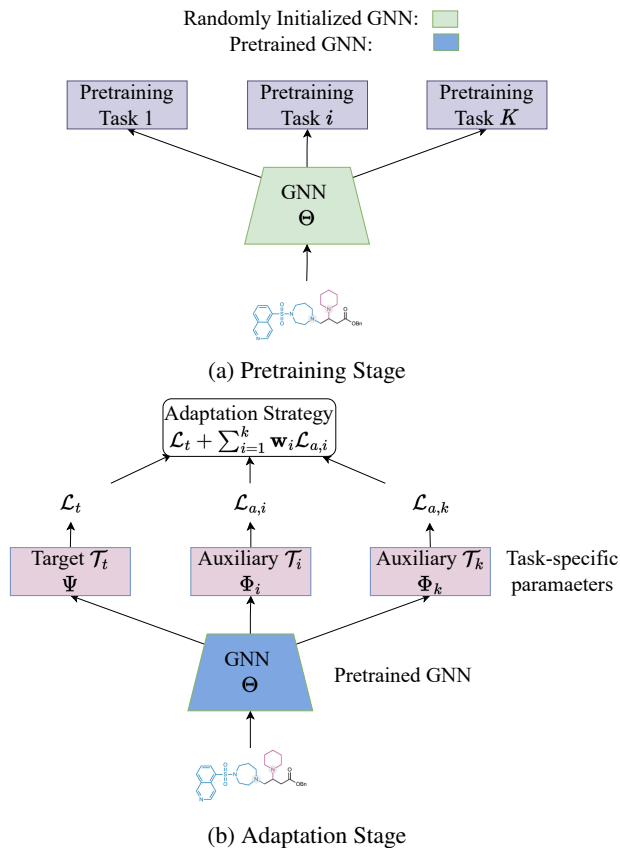 Randomly Initialized GNN:
Pretrained GNN:
Pretraining Task 1
Pretraining Task i
Pretraining Task K
GNN
Θ
N
O
S
O
N
N
N
O
OBn
(a) Pretraining Stage
Adaptation Strategy
ℒ_t + ∑_{i=1}^{k} w_i ℒ_{a,i}
ℒ_t
ℒ_{a,i}
ℒ_{a,k}
Target 𝒯_t
Ψ
Auxiliary 𝒯_i
Φ_i
Auxiliary 𝒯_k
Φ_k
Task-specific
paramaeters
GNN
Θ
Pretrained GNN
N
O
S
O
N
N
N
O
OBn
(b) Adaptation Stage